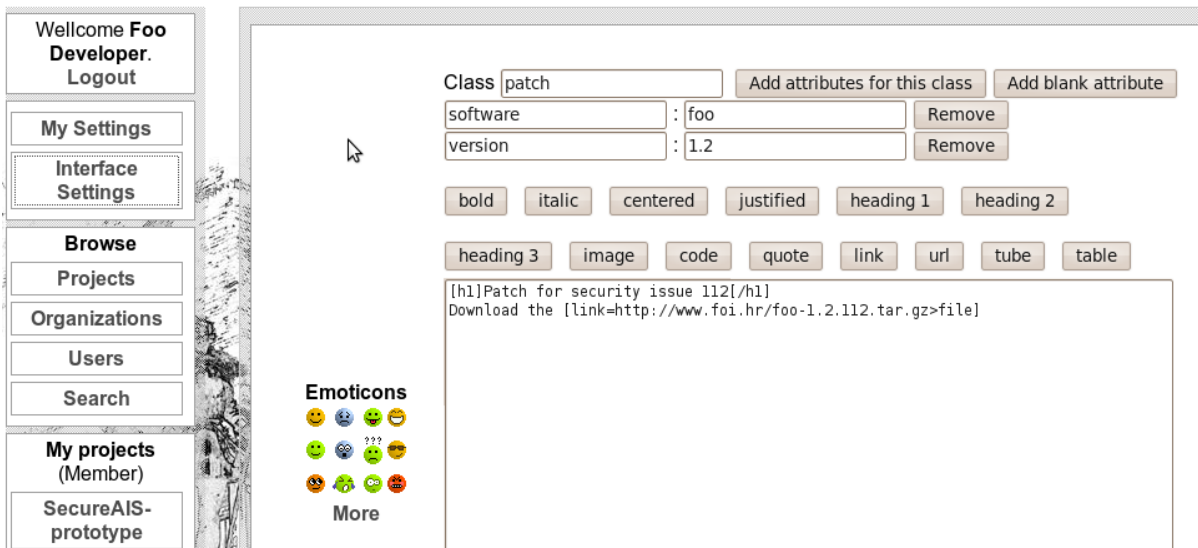 Wellcome Foo
Developer.
Logout
My Settings
Interface
Settings
Browse
Projects
Organizations
Users
Search
My projects
(Member)
SecureAIS-
prototype
Class patch Add attributes for this class Add blank attribute
software : foo Remove
version : 1.2 Remove
bold italic centered justified heading 1 heading 2
heading 3 image code quote link url tube table
[h1]Patch for security issue 112[/h1]
Download the [link=http://www.foi.hr/foo-1.2.112.tar.gz>file]
Emoticons
???
More